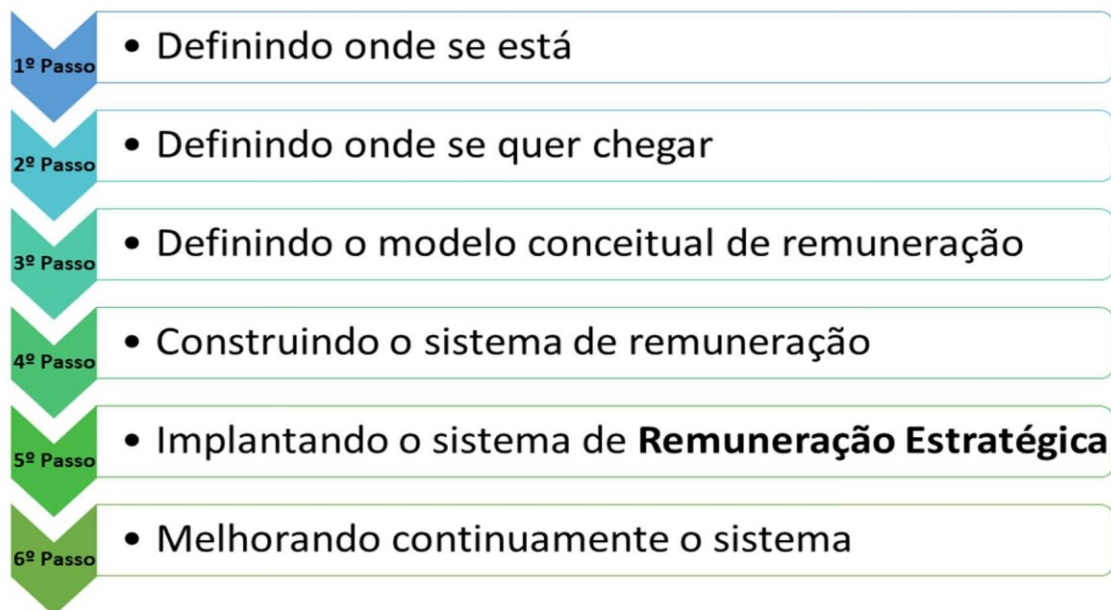 1º Passo • Definindo onde se está
2º Passo • Definindo onde se quer chegar
3º Passo • Definindo o modelo conceitual de remuneração
4º Passo • Construindo o sistema de remuneração
5º Passo • Implantando o sistema de Remuneração Estratégica
6º Passo • Melhorando continuamente o sistema